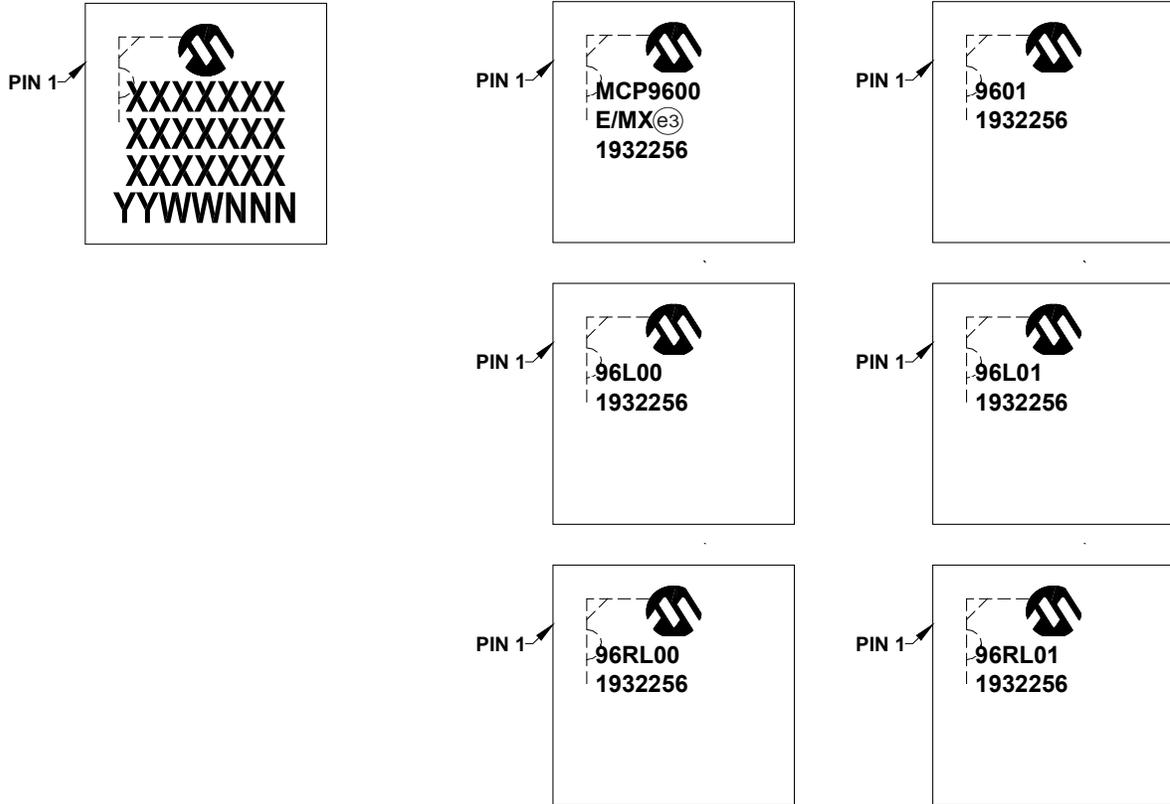 PIN 1
XXXXXXX
XXXXXXX
XXXXXXX
YYWWNNN
PIN 1
MCP9600
E/MX e3
1932256
PIN 1
9601
1932256
PIN 1
96L00
1932256
PIN 1
96L01
1932256
PIN 1
96RL00
1932256
PIN 1
96RL01
1932256